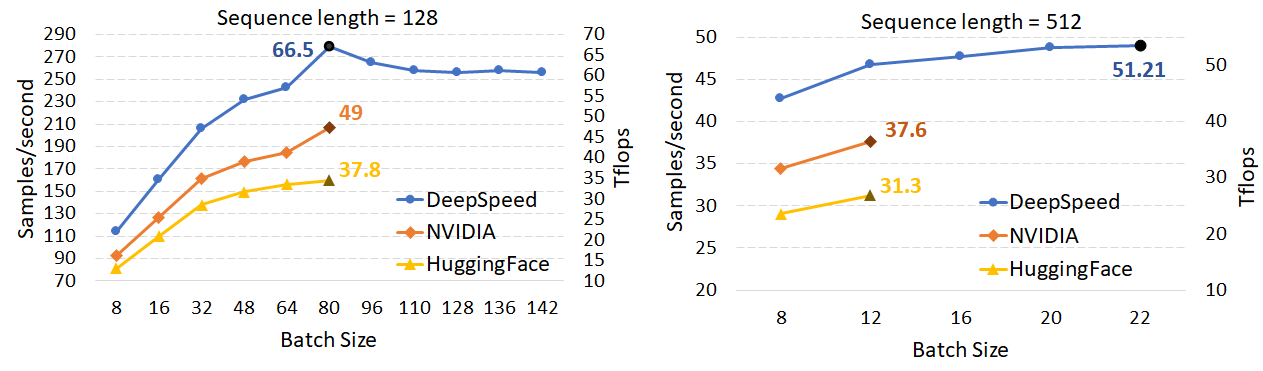 Sequence length = 128
Samples/second
290
270
250
230
210
190
170
150
130
110
90
70
70
65
60
55
50
45
40
35
30
25
20
15
10
Tflops
66.5
49
37.8
DeepSpeed
NVIDIA
HuggingFace
8 16 32 48 64 80 96 110 128 136 142
Batch Size
Sequence length = 512
Samples/second
50
45
40
35
30
25
20
50
40
30
20
10
Tflops
51.21
37.6
31.3
DeepSpeed
NVIDIA
HuggingFace
8 12 16 20 22
Batch Size